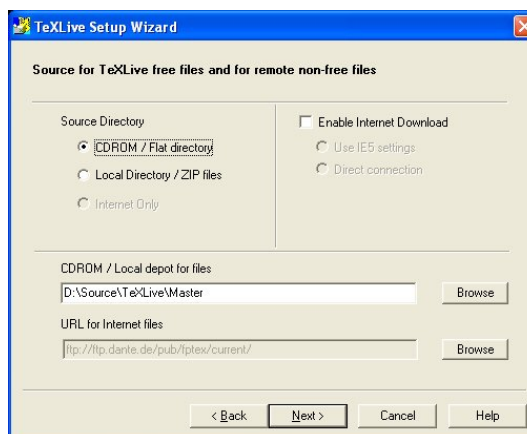 TeXLive Setup Wizard
Source for TeXLive free files and for remote non-free files
Source Directory
CDROM / Flat directory
Local Directory / ZIP files
Internet Only
Enable Internet Download
Use IE5 settings
Direct connection
CDROM / Local depot for files
D:\Source\TeXLive\Master
Browse
URL for Internet files
ftp://ftp.dante.de/pub/fptex/current/
Browse
< Back
Next >
Cancel
Help